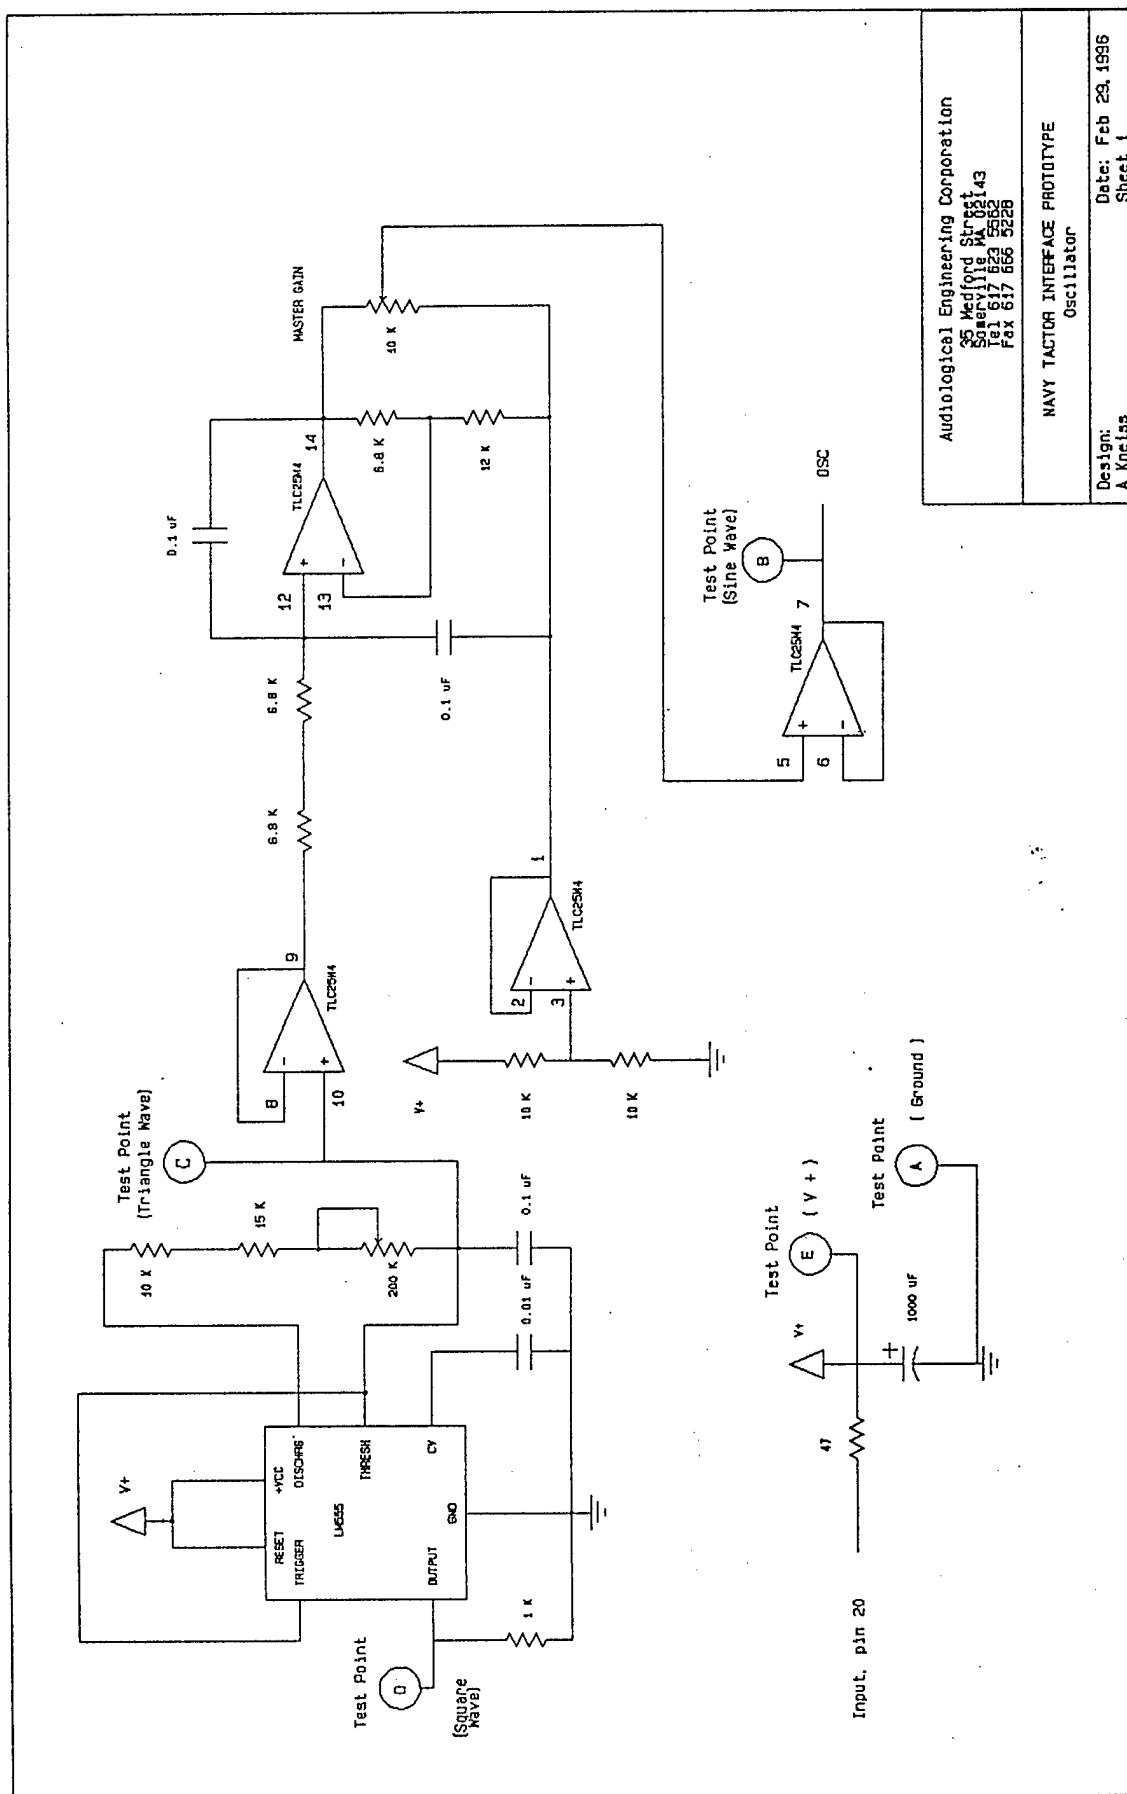 Test Point
D
(Square
Wave)
V+
RESET
+VCC
TRIGGER
DISCHRG
LM555
THRESH
OUTPUT
GND
CV
1 K
10 K
15 K
200 K
0.01 uF
0.1 uF
Test Point
(Triangle Wave)
C
8
-
10
+
9
TLC25M4
V+
10 K
10 K
2
-
3
+
1
TLC25M4
6.8 K
6.8 K
0.1 uF
0.1 uF
12
+
13
-
14
TLC25M4
6.8 K
12 K
MASTER GAIN
10 K
5
+
6
-
7
TLC25M4
Test Point
(Sine Wave)
B
OSC
Input, pin 20
47
V+
+
1000 uF
Test Point
E
( V + )
Test Point
A
( Ground )
Audiological Engineering Corporation
35 Medford Street
Somerville MA 02143
Tel 617 623 5562
Fax 617 666 5228
NAVY TACTOR INTERFACE PROTOTYPE
Oscillator
Design:
A Kneiss
Date: Feb 29, 1996
Sheet 1